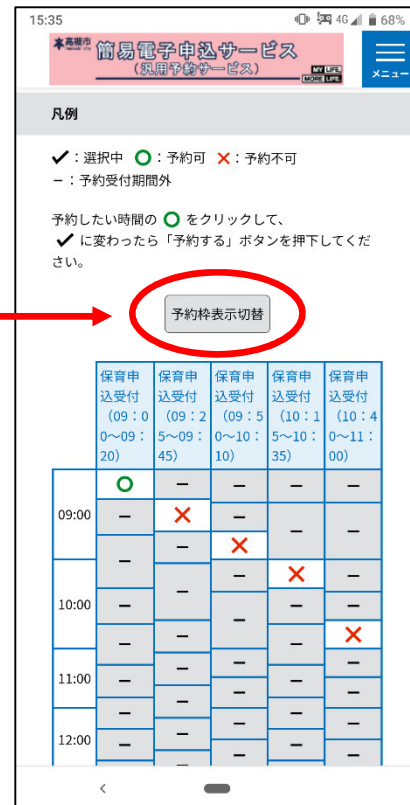 15:35 4G 68%
高槻市 簡易電子申込サービス
(汎用予約サービス)
MY LIFE,
MORE LIFE.
メニュー
凡例
✔：選択中 ○：予約可 ×：予約不可
－：予約受付期間外
予約したい時間の ○ をクリックして、
✔ に変わったら「予約する」ボタンを押下してくだ
さい。
予約枠表示切替
保育申込受付（09：00～09：20）
保育申込受付（09：25～09：45）
保育申込受付（09：50～10：10）
保育申込受付（10：15～10：35）
保育申込受付（10：40～11：00）
09:00
10:00
11:00
12:00